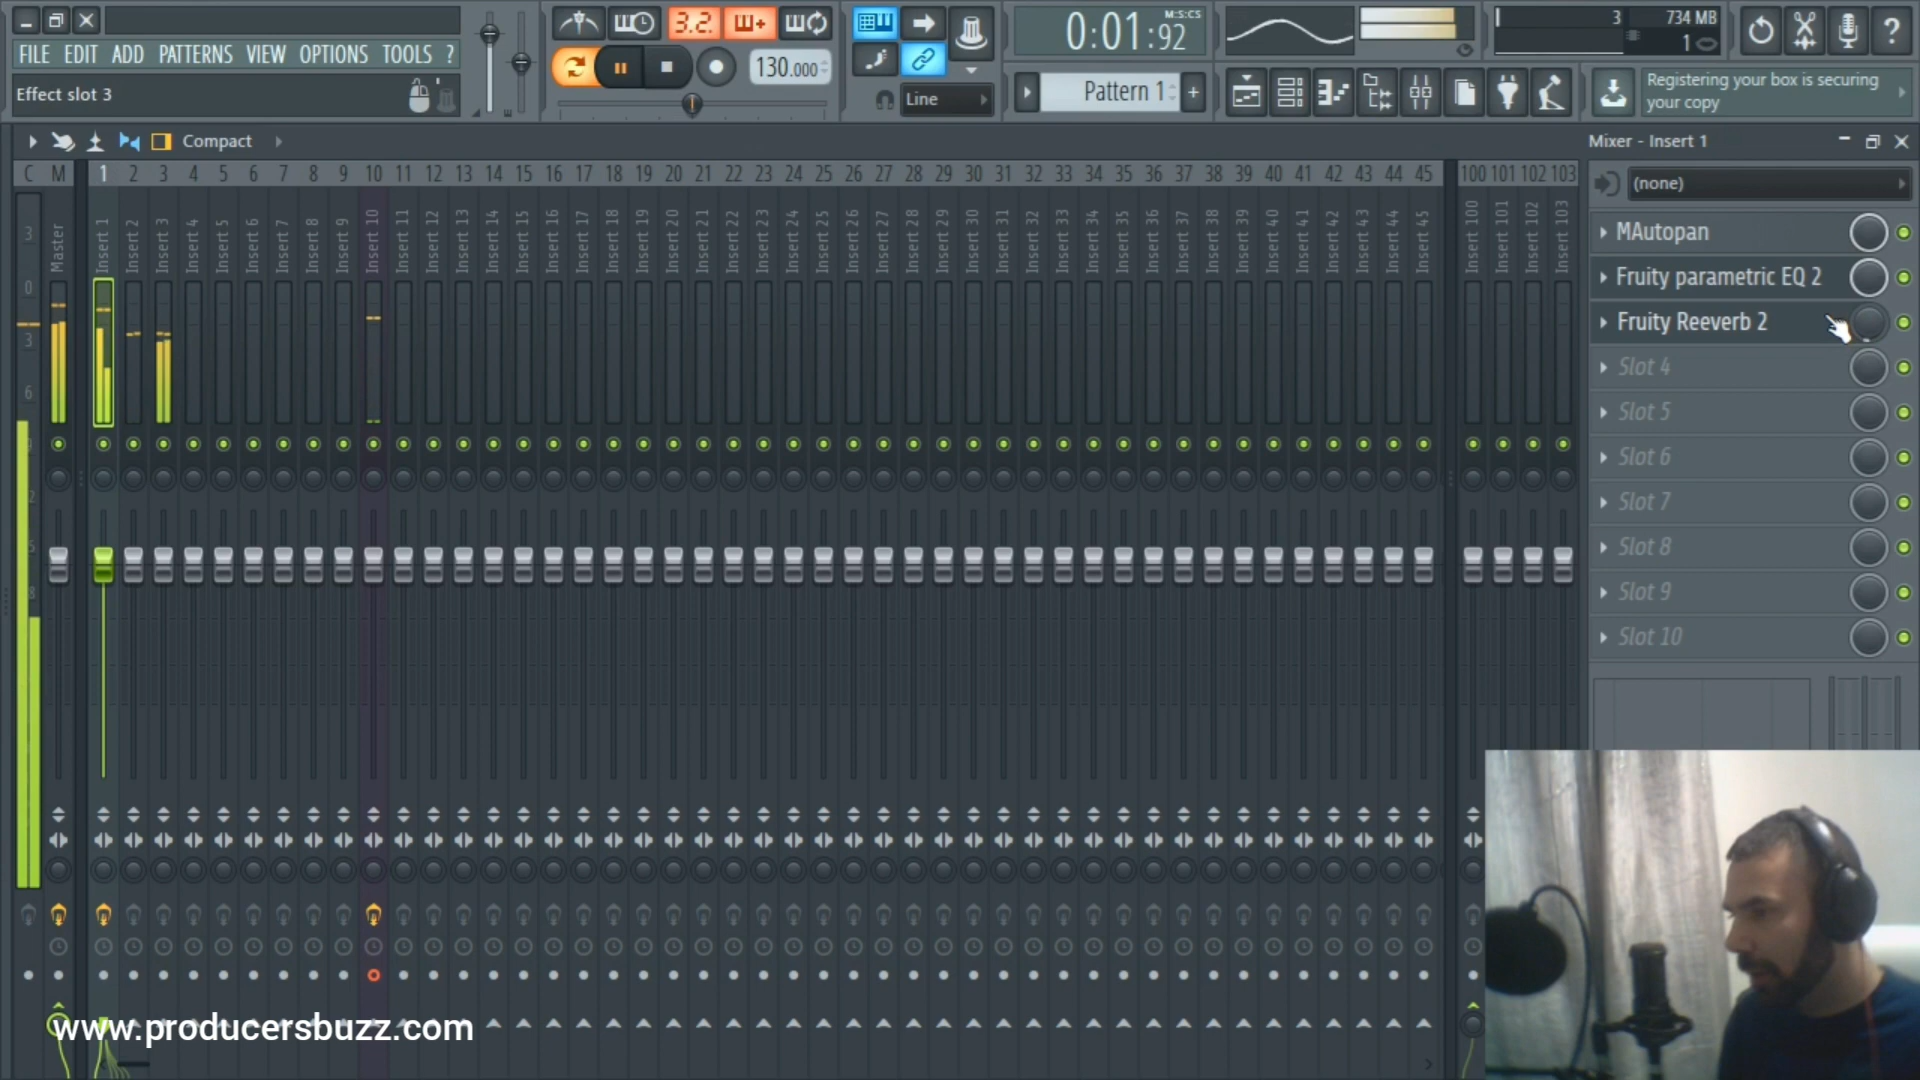 FILE EDIT ADD PATTERNS VIEW OPTIONS TOOLS ?
Effect slot 3
3.2.
130.000
Line
0:01:92
M:S:CS
Pattern 1
+
3
734 MB
1
?
Registering your box is securing
your copy
Compact
Mixer - Insert 1
C M 1 2 3 4 5 6 7 8 9 10 11 12 13 14 15 16 17 18 19 20 21 22 23 24 25 26 27 28 29 30 31 32 33 34 35 36 37 38 39 40 41 42 43 44 45 100 101 102 103
Master
Insert 1
Insert 2
Insert 3
Insert 4
Insert 5
Insert 6
Insert 7
Insert 8
Insert 9
Insert 10
Insert 11
Insert 12
Insert 13
Insert 14
Insert 15
Insert 16
Insert 17
Insert 18
Insert 19
Insert 20
Insert 21
Insert 22
Insert 23
Insert 24
Insert 25
Insert 26
Insert 27
Insert 28
Insert 29
Insert 30
Insert 31
Insert 32
Insert 33
Insert 34
Insert 35
Insert 36
Insert 37
Insert 38
Insert 39
Insert 40
Insert 41
Insert 42
Insert 43
Insert 44
Insert 45
Insert 100
Insert 101
Insert 102
Insert 103
3
0
3
6
(none)
MAutopan
Fruity parametric EQ 2
Fruity Reeverb 2
Slot 4
Slot 5
Slot 6
Slot 7
Slot 8
Slot 9
Slot 10
www.producersbuzz.com